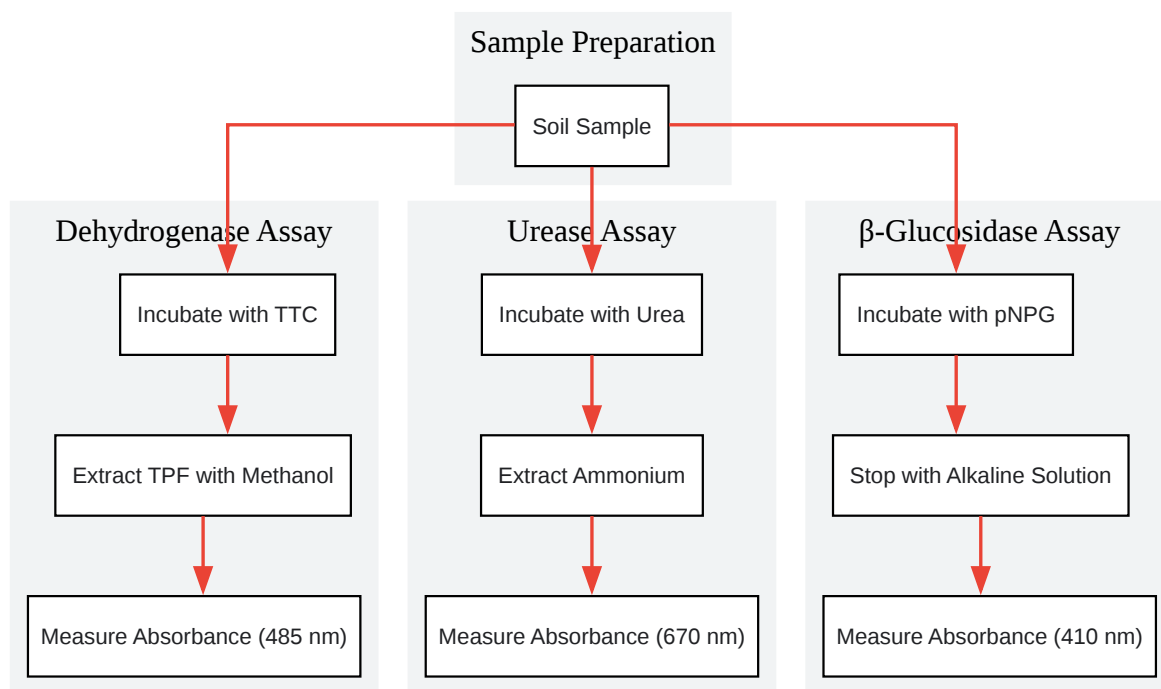 Sample Preparation
Soil Sample
Dehydrogenase Assay
Urease Assay
β-Glucosidase Assay
Incubate with TTC
Incubate with Urea
Incubate with pNPG
Extract TPF with Methanol
Extract Ammonium
Stop with Alkaline Solution
Measure Absorbance (485 nm)
Measure Absorbance (670 nm)
Measure Absorbance (410 nm)